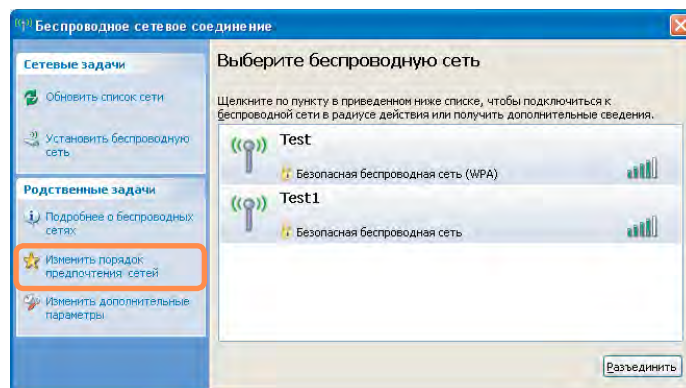 Беспроводное сетевое соединение
Сетевые задачи
Обновить список сети
Установить беспроводную
сеть
Родственные задачи
Подробнее о беспроводных
сетях
Изменить порядок
предпочтения сетей
Изменить дополнительные
параметры
Выберите беспроводную сеть
Щелкните по пункту в приведенном ниже списке, чтобы подключиться к
беспроводной сети в радиусе действия или получить дополнительные сведения.
Test
Безопасная беспроводная сеть (WPA)
Test1
Безопасная беспроводная сеть
Разъединить